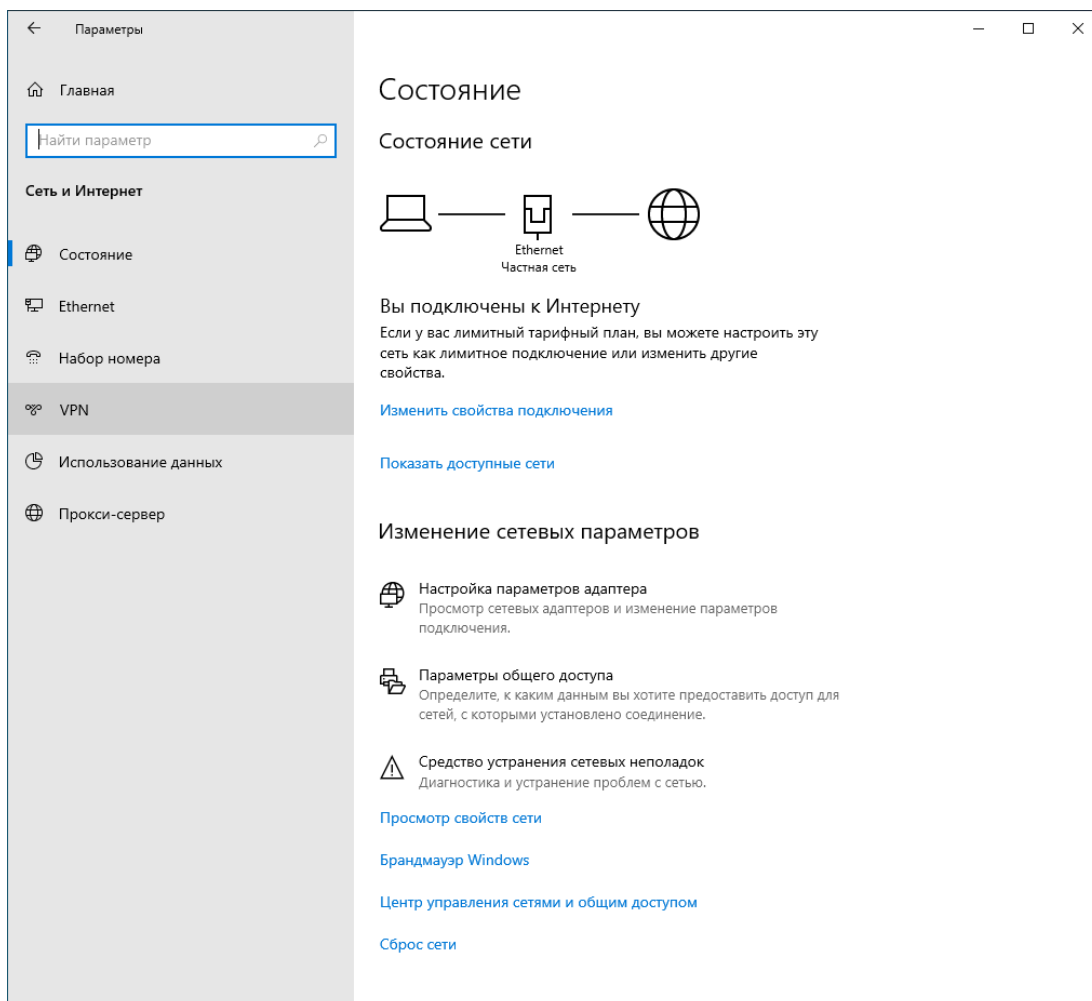 Параметры
Главная
Найти параметр
Сеть и Интернет
Состояние
Ethernet
Набор номера
VPN
Использование данных
Прокси-сервер
Состояние
Состояние сети
Ethernet
Частная сеть
Вы подключены к Интернету
Если у вас лимитный тарифный план, вы можете настроить эту
сеть как лимитное подключение или изменить другие
свойства.
Изменить свойства подключения
Показать доступные сети
Изменение сетевых параметров
Настройка параметров адаптера
Просмотр сетевых адаптеров и изменение параметров
подключения.
Параметры общего доступа
Определите, к каким данным вы хотите предоставить доступ для
сетей, с которыми установлено соединение.
Средство устранения сетевых неполадок
Диагностика и устранение проблем с сетью.
Просмотр свойств сети
Брандмауэр Windows
Центр управления сетями и общим доступом
Сброс сети